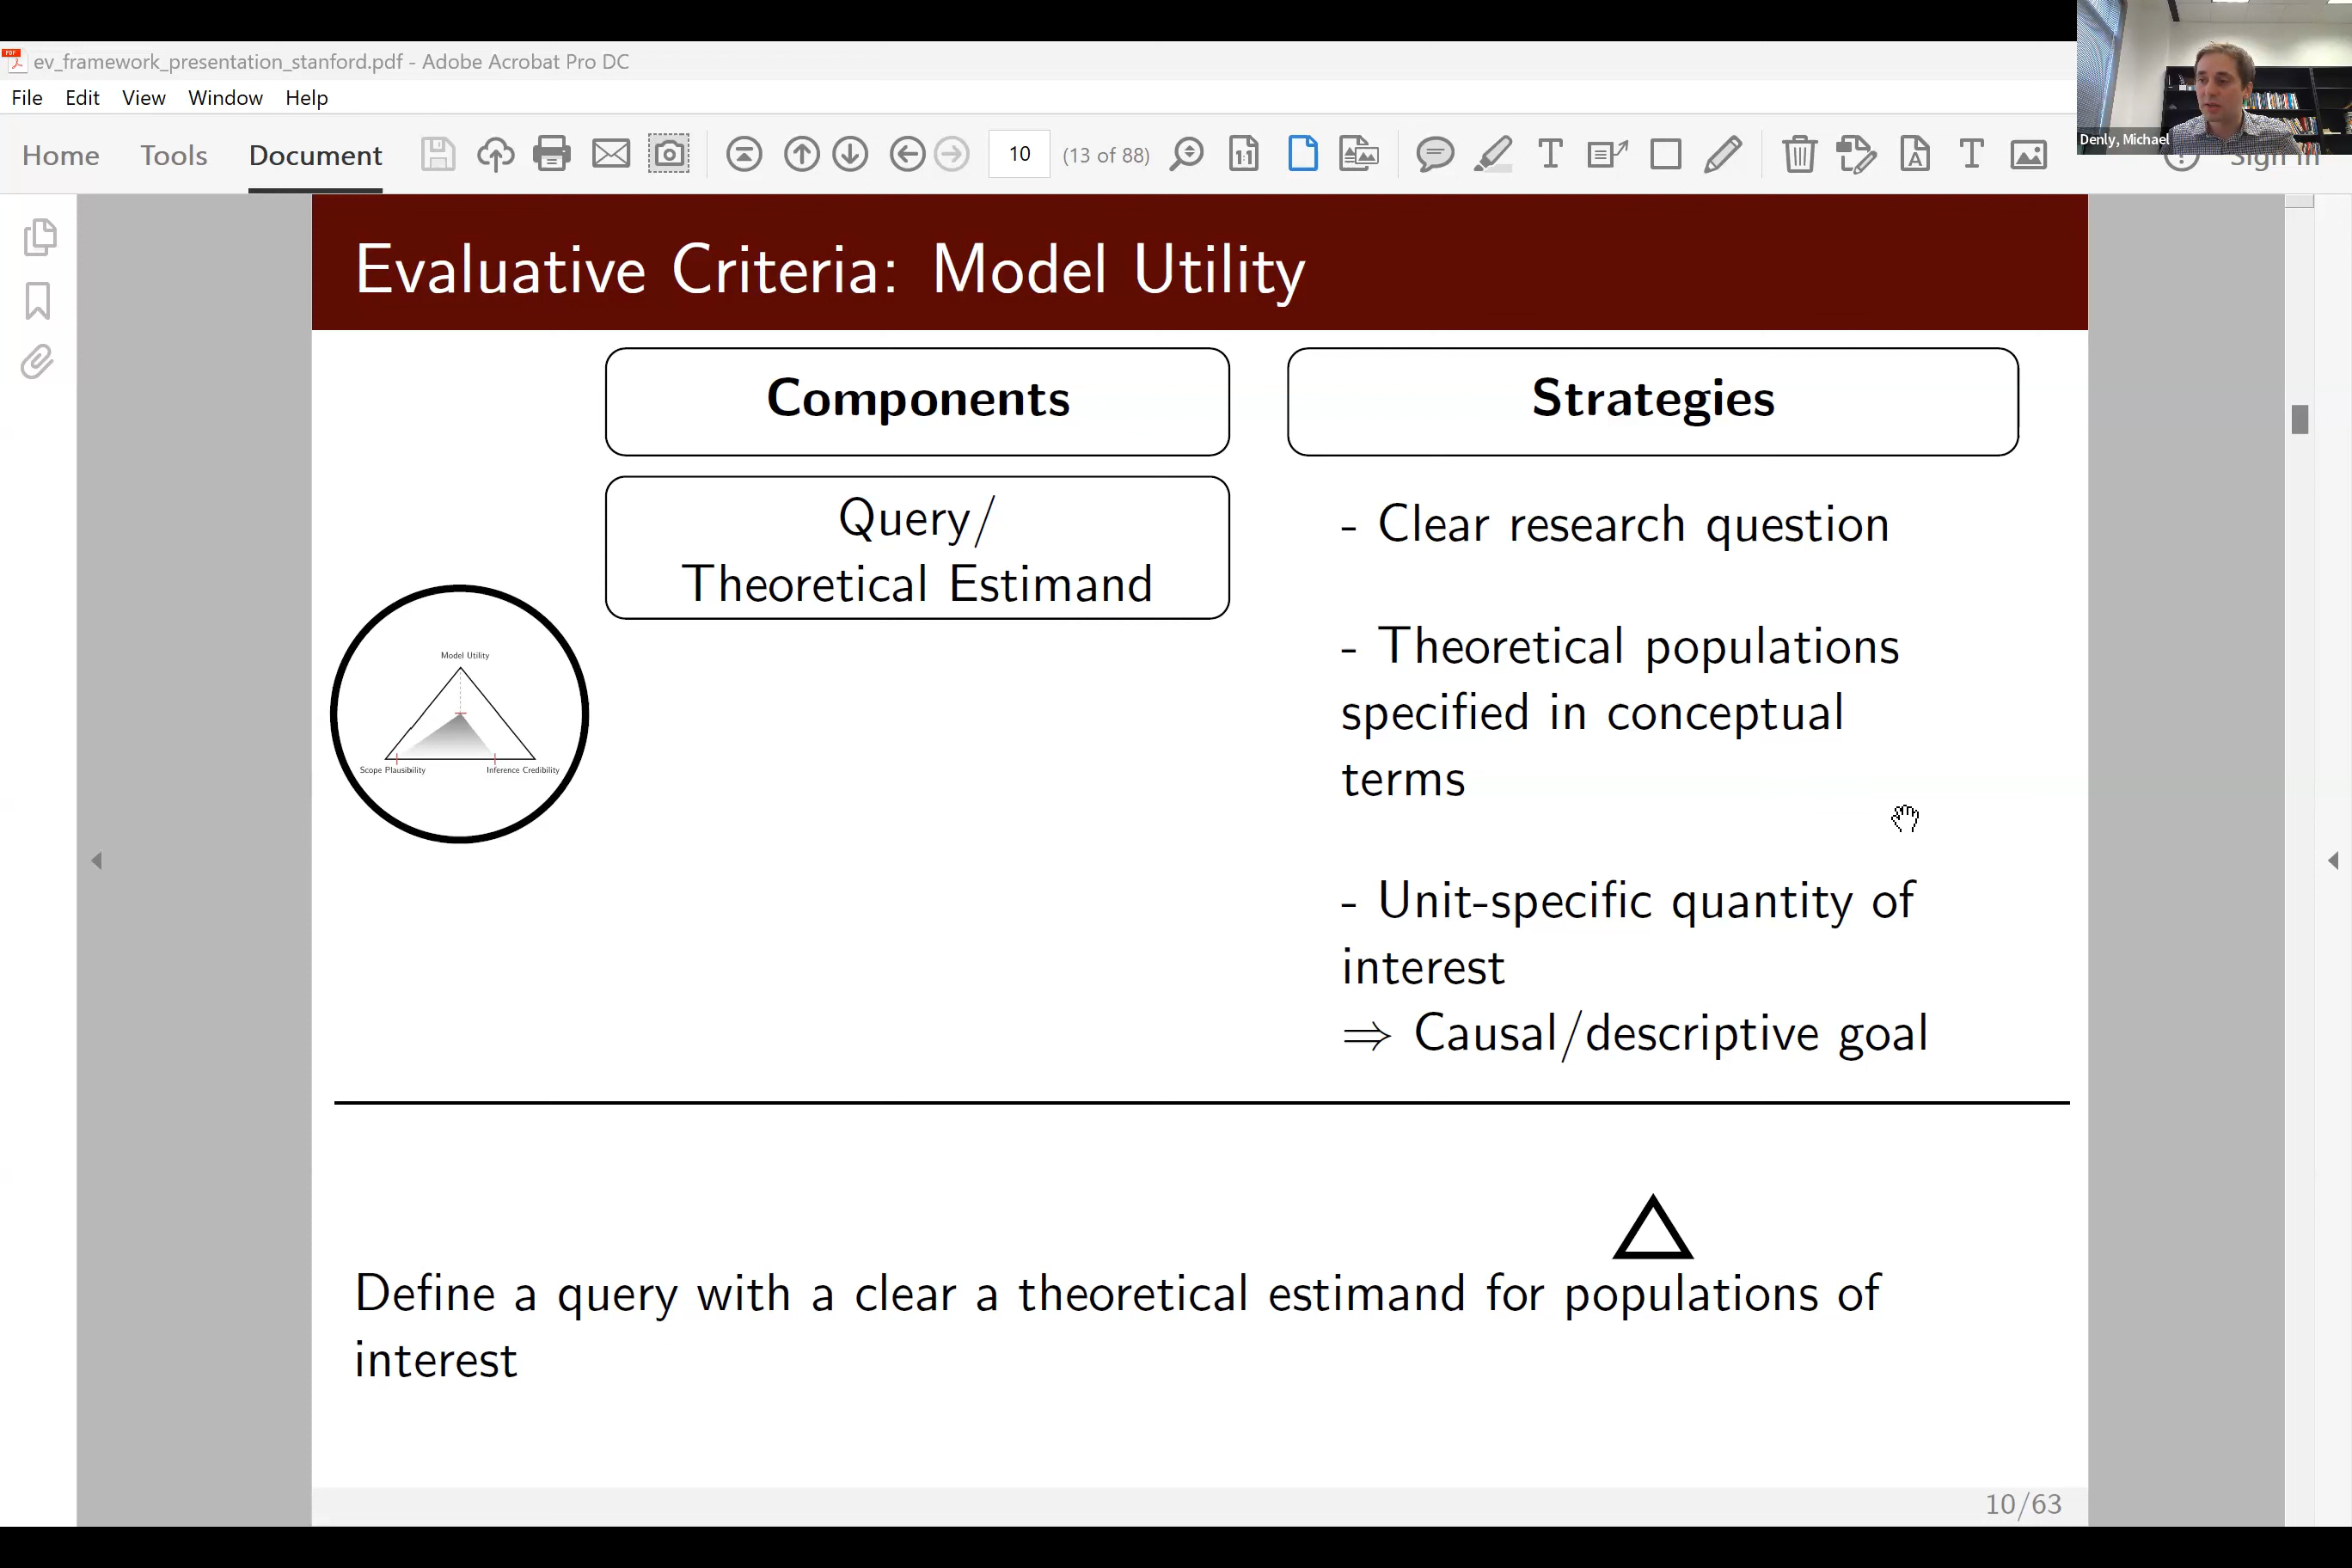 ev_framework_presentation_stanford.pdf - Adobe Acrobat Pro DC
File Edit View Window Help
Home Tools Document 10 (13 of 88) Sign In
Denly, Michael
Evaluative Criteria: Model Utility
Components
Strategies
Query/
Theoretical Estimand
- Clear research question
- Theoretical populations
specified in conceptual
terms
- Unit-specific quantity of
interest
⇒ Causal/descriptive goal
Model Utility
Scope Plausibility
Inference Credibility
Define a query with a clear a theoretical estimand for populations of
interest
10/63